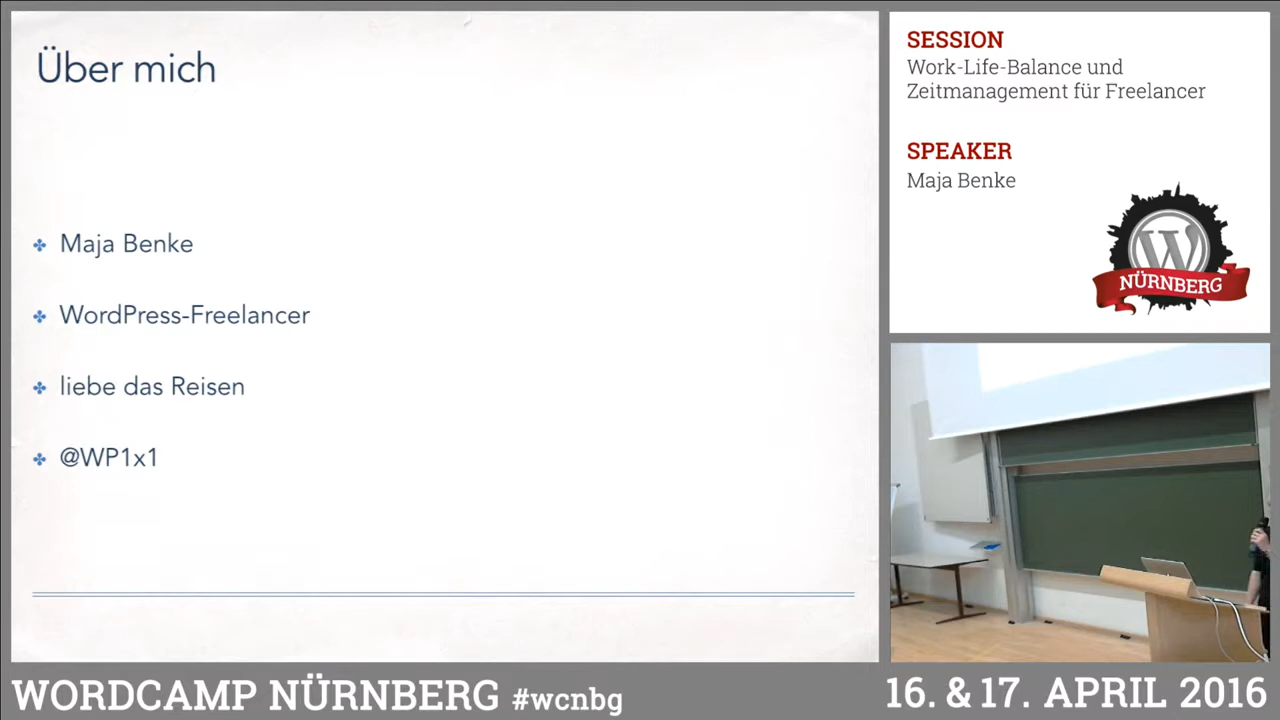 Über mich
Maja Benke
WordPress-Freelancer
liebe das Reisen
@WP1x1
SESSION
Work-Life-Balance und
Zeitmanagement für Freelancer
SPEAKER
Maja Benke
W
NÜRNBERG
WORDCAMP NÜRNBERG #wcnbg
16. & 17. APRIL 2016